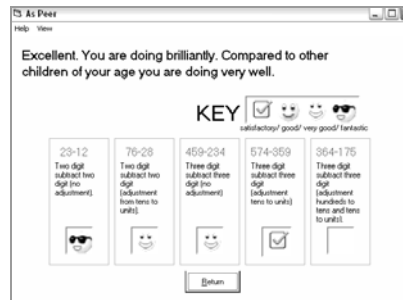 As Peer
Help View
Excellent. You are doing brilliantly. Compared to other
children of your age you are doing very well.
KEY
satisfactory/ good/ very good/ fantastic
23-12
Two digit
subtract two
digit (no
adjustment).
76-28
Two digit
subtract two
digit
(adjustment
from tens to
units).
459-234
Three digit
subtract three
digit (no
adjustment)
574-359
Three digit
subtract three
digit
(adjustment
tens to units)
364-175
Three digit
subtract three
digit
(adjustment
hundreds to
tens and tens
to units).
Return